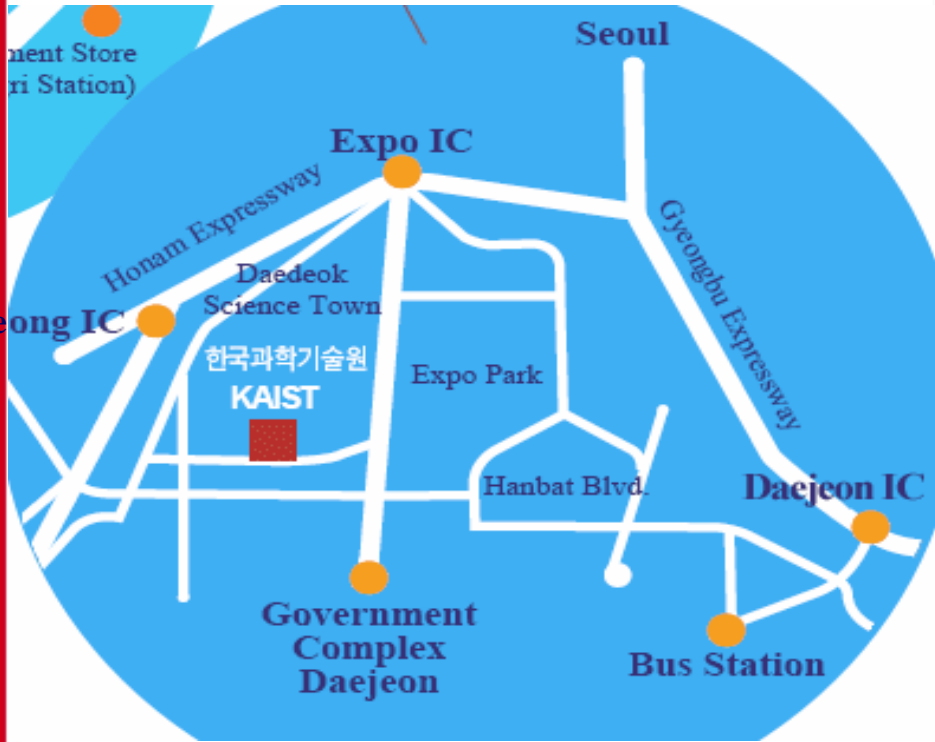 ment Store
ri Station)
Seoul
Expo IC
Honam Expressway
Gyeongbu Expressway
Daedeok
Science Town
eong IC
한국과학기술원
KAIST
Expo Park
Hanbat Blvd.
Daejeon IC
Government
Complex
Daejeon
Bus Station